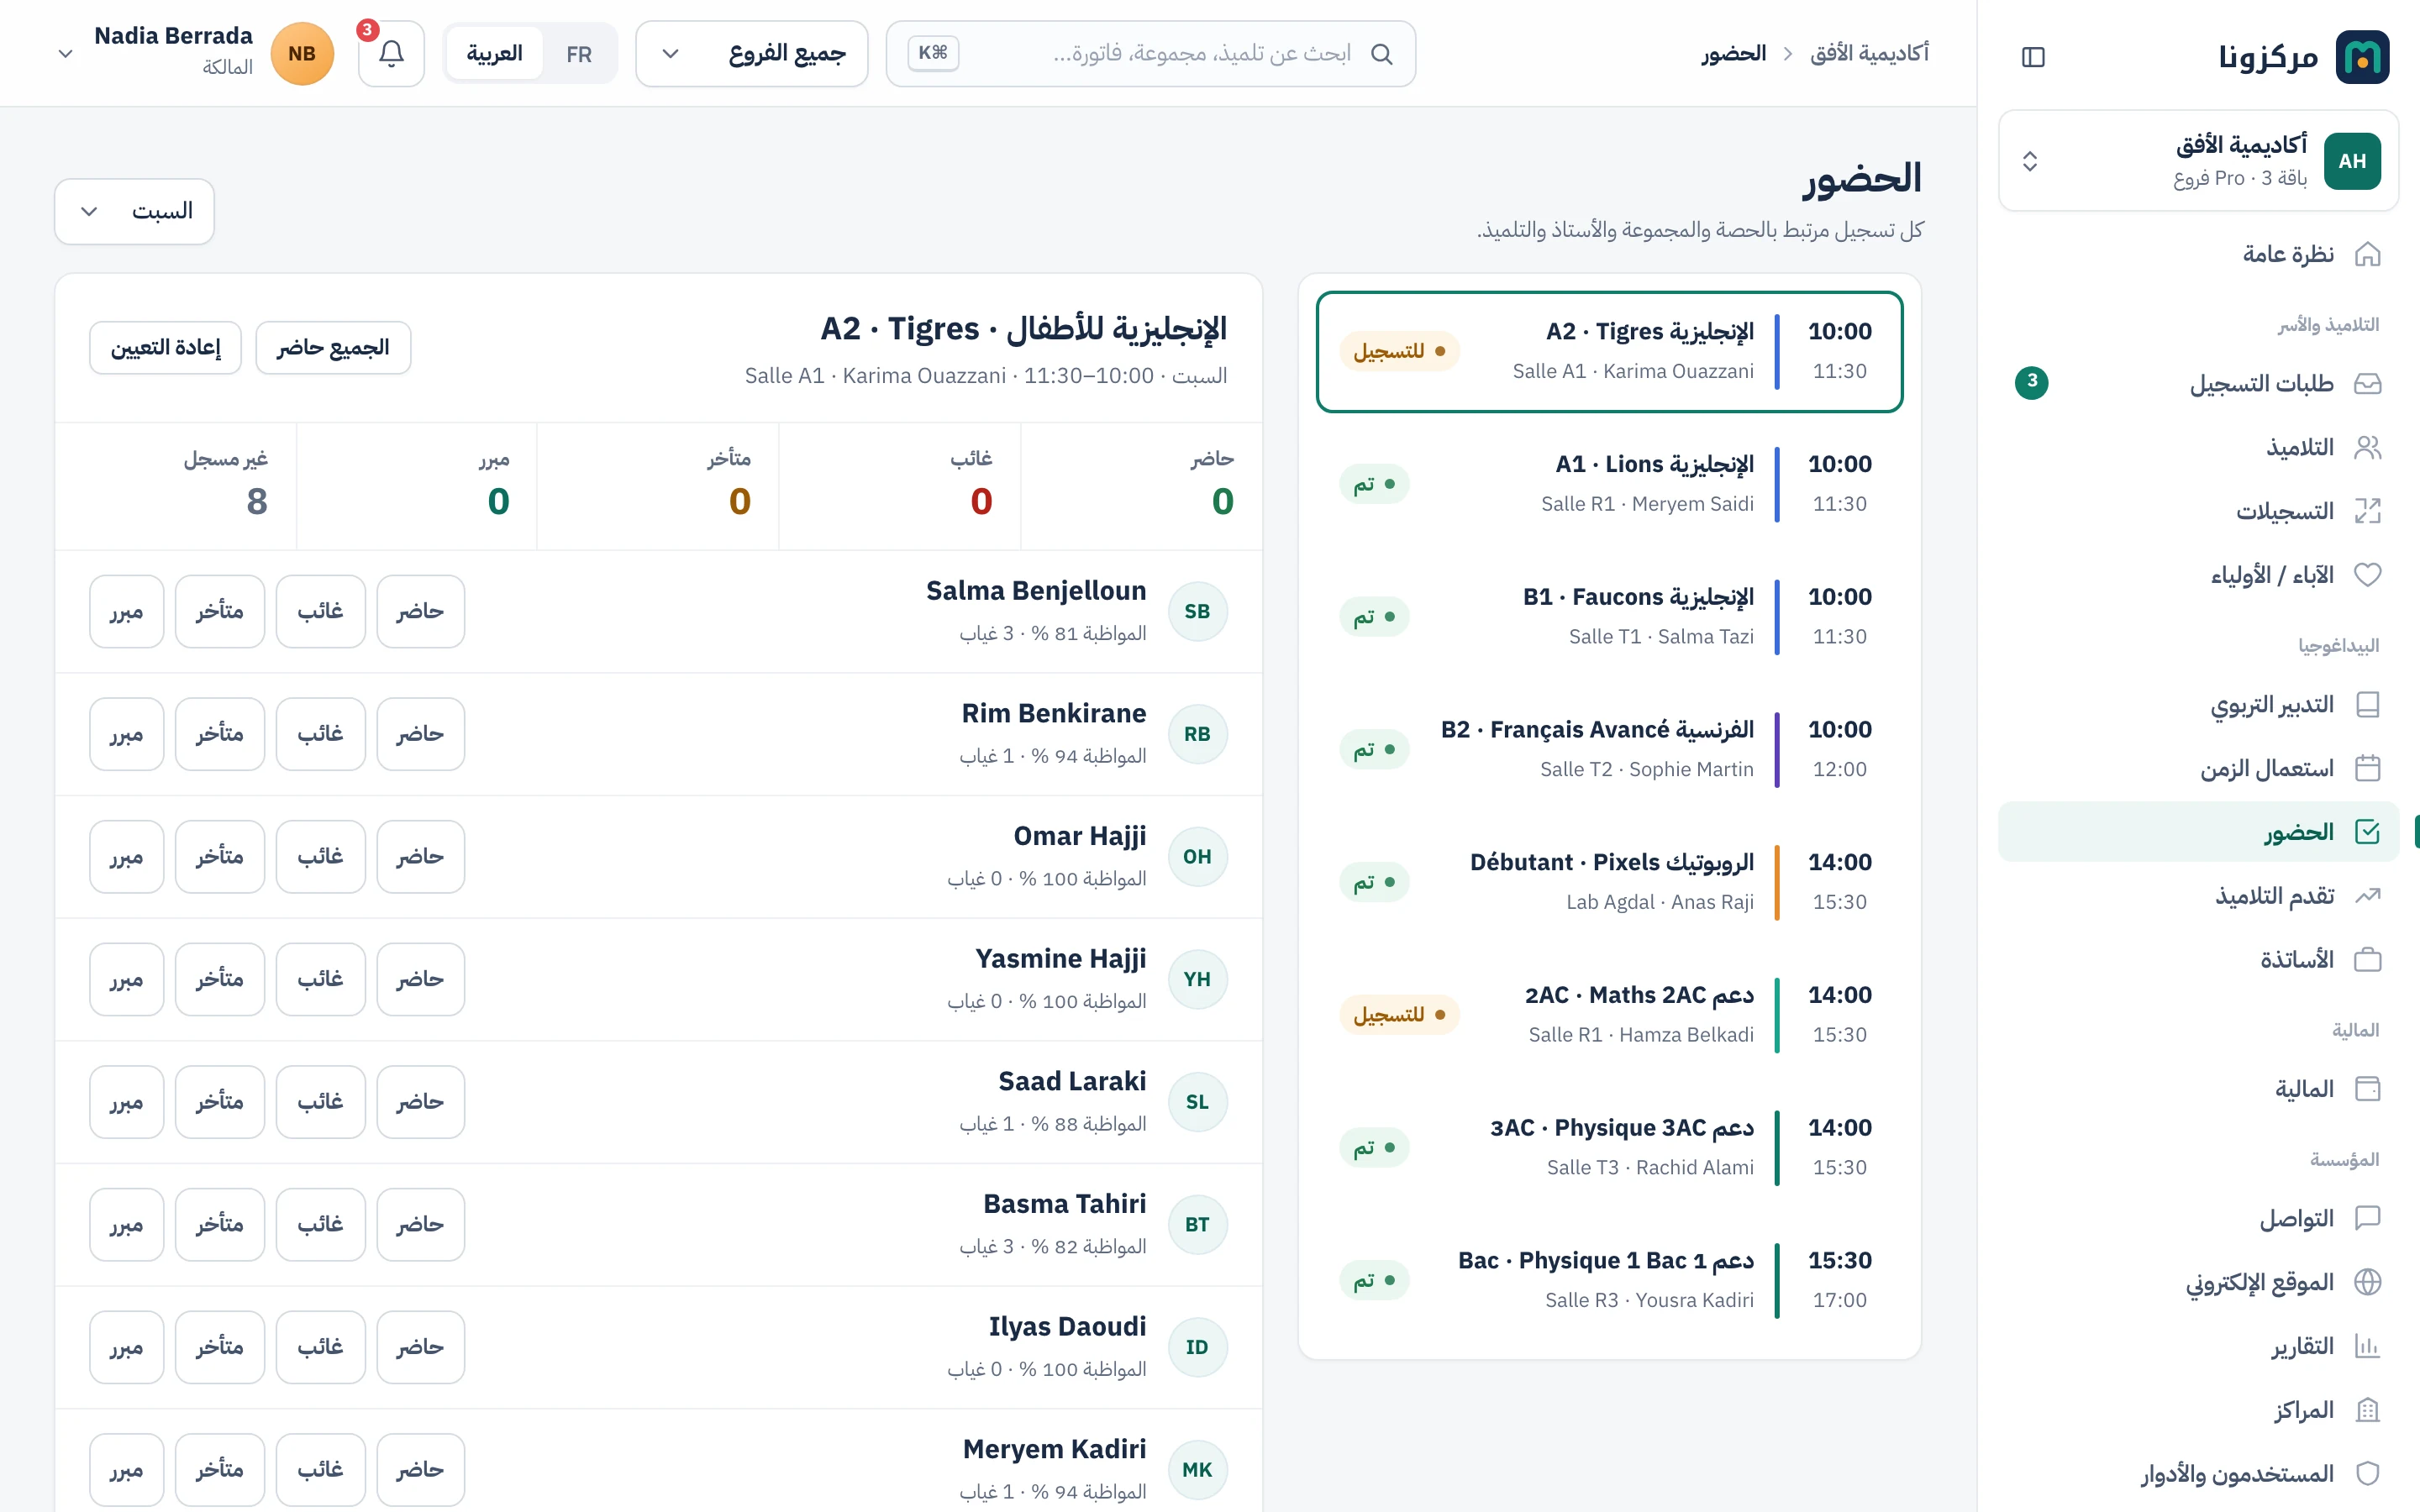 مركزونا
AH
أكاديمية الأفق
باقة Pro · 3 فروع
نظرة عامة
التلاميذ والأسر
طلبات التسجيل
3
التلاميذ
التسجيلات
الآباء / الأولياء
البيداغوجيا
التدبير التربوي
استعمال الزمن
الحضور
تقدم التلاميذ
الأساتذة
المالية
المالية
المؤسسة
التواصل
الموقع الإلكتروني
التقارير
المراكز
المستخدمون والأدوار
أكاديمية الأفق
الحضور
ابحث عن تلميذ، مجموعة، فاتورة...
⌘K
جميع الفروع
FR
العربية
3
NB
Nadia Berrada
المالكة
الحضور
كل تسجيل مرتبط بالحصة والمجموعة والأستاذ والتلميذ.
السبت
10:00
11:30
الإنجليزية A2 · Tigres
Salle A1 · Karima Ouazzani
للتسجيل
10:00
11:30
الإنجليزية A1 · Lions
Salle R1 · Meryem Saidi
تم
10:00
11:30
الإنجليزية B1 · Faucons
Salle T1 · Salma Tazi
تم
10:00
12:00
الفرنسية B2 · Français Avancé
Salle T2 · Sophie Martin
تم
14:00
15:30
الروبوتيك Débutant · Pixels
Lab Agdal · Anas Raji
تم
14:00
15:30
دعم 2AC · Maths 2AC
Salle R1 · Hamza Belkadi
للتسجيل
14:00
15:30
دعم 3AC · Physique 3AC
Salle T3 · Rachid Alami
تم
15:30
17:00
دعم 1 Bac · Physique 1 Bac
Salle R3 · Yousra Kadiri
تم
الإنجليزية للأطفال · A2 · Tigres
السبت · 10:00–11:30 · Salle A1 · Karima Ouazzani
الجميع حاضر
إعادة التعيين
حاضر
0
غائب
0
متأخر
0
مبرر
0
غير مسجل
8
SB
Salma Benjelloun
المواظبة 81 % · 3 غياب
حاضر
غائب
متأخر
مبرر
RB
Rim Benkirane
المواظبة 94 % · 1 غياب
حاضر
غائب
متأخر
مبرر
OH
Omar Hajji
المواظبة 100 % · 0 غياب
حاضر
غائب
متأخر
مبرر
YH
Yasmine Hajji
المواظبة 100 % · 0 غياب
حاضر
غائب
متأخر
مبرر
SL
Saad Laraki
المواظبة 88 % · 1 غياب
حاضر
غائب
متأخر
مبرر
BT
Basma Tahiri
المواظبة 82 % · 3 غياب
حاضر
غائب
متأخر
مبرر
ID
Ilyas Daoudi
المواظبة 100 % · 0 غياب
حاضر
غائب
متأخر
مبرر
MK
Meryem Kadiri
المواظبة 94 % · 1 غياب
حاضر
غائب
متأخر
مبرر